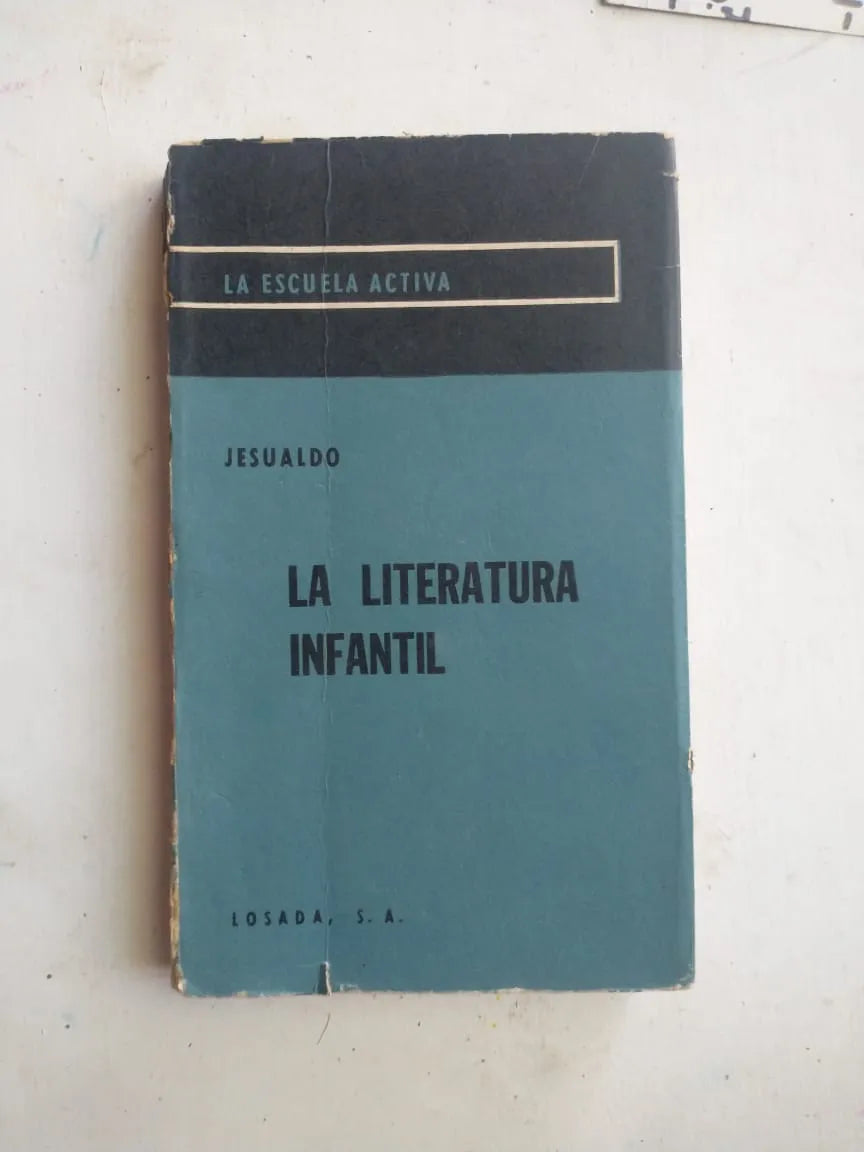 LA ESCUELA ACTIVA
JESUALDO
LA LITERATURA
INFANTIL
LOSADA, S. A.